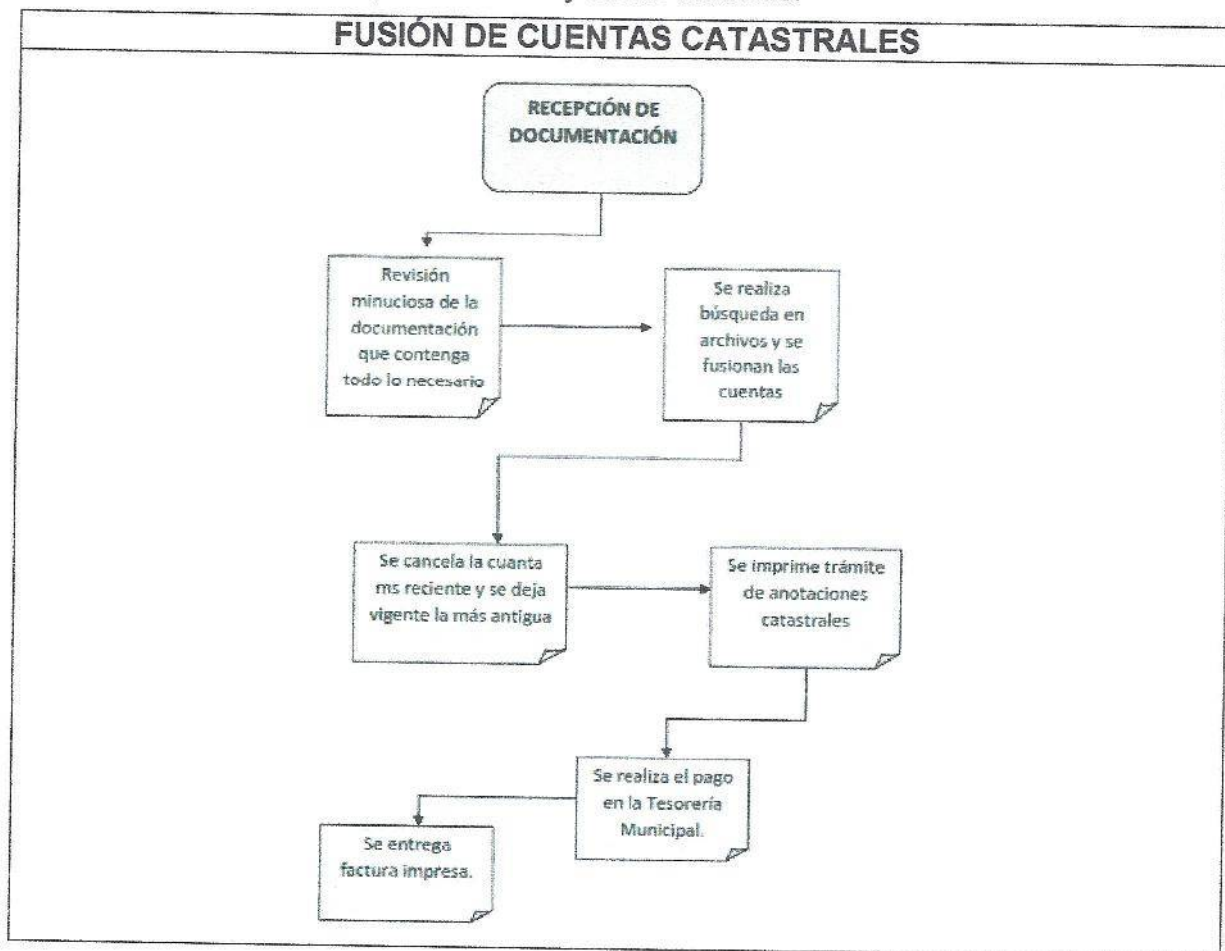 FUSIÓN DE CUENTAS CATASTRALES
RECEPCIÓN DE
DOCUMENTACIÓN
Revisión
minuciosa de la
documentación
que contenga
todo lo necesario
Se realiza
búsqueda en
archivos y se
fusionan las
cuentas
Se cancela la cuanta
ms reciente y se deja
vigente la más antigua
Se imprime trámite
de anotaciones
catastrales
Se realiza el pago
en la Tesorería
Municipal.
Se entrega
factura impresa.